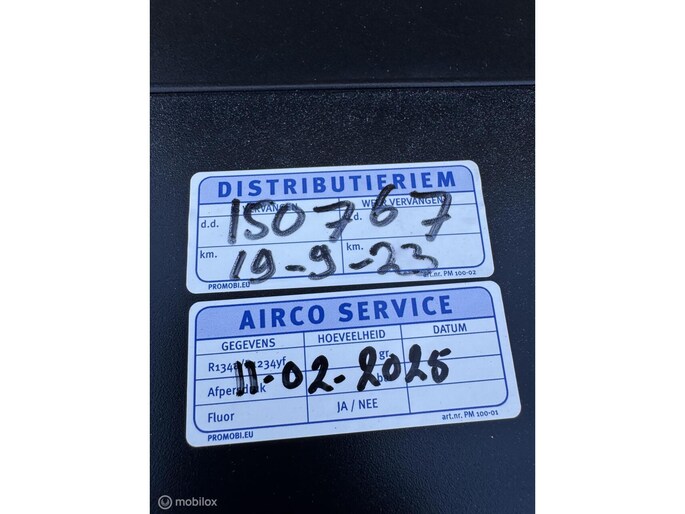 DISTRIBUTIERIEM
VERVANGEN WEER VERVANGEN
d.d. 150767 d.
km. 19-9-23 km.
PROMOBI.EU art.nr. PM 100-02
AIRCO SERVICE
GEGEVENS HOEVEELHEID DATUM
R134a/R1234yf gr.
11-02-2025
Afpersdruk
Fluor JA / NEE
PROMOBI.EU art.nr. PM 100-01
mobilox